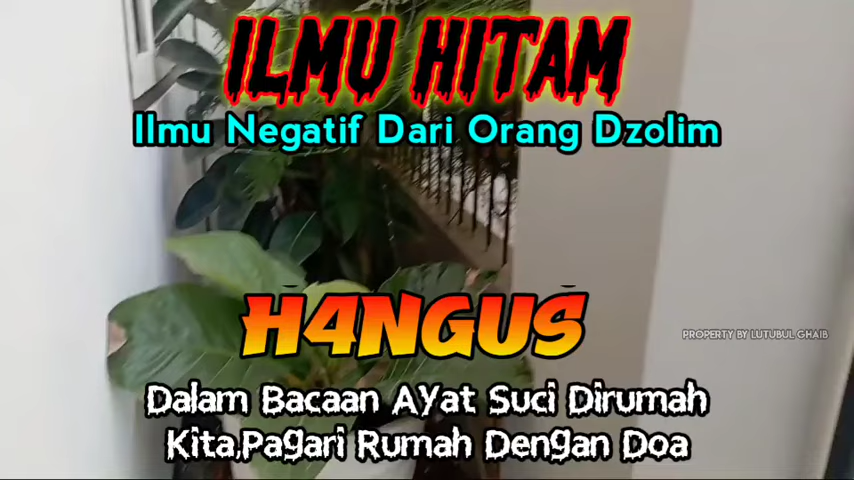 ILMU HITAM
Ilmu Negatif Dari Orang Dzolim
H4NGUS
PROPERTY BY LUTUBUL GHAIB
Dalam Bacaan Ayat Suci Dirumah
Kita,Pagari Rumah Dengan Doa